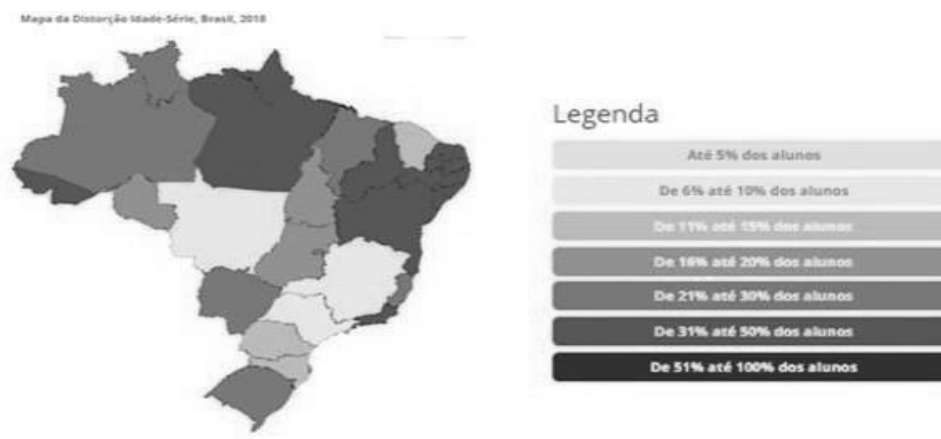 Mapa da Distorção Idade-Série, Brasil, 2018
Legenda
Até 5% dos alunos
De 6% até 10% dos alunos
De 11% até 15% dos alunos
De 16% até 20% dos alunos
De 21% até 30% dos alunos
De 31% até 50% dos alunos
De 51% até 100% dos alunos